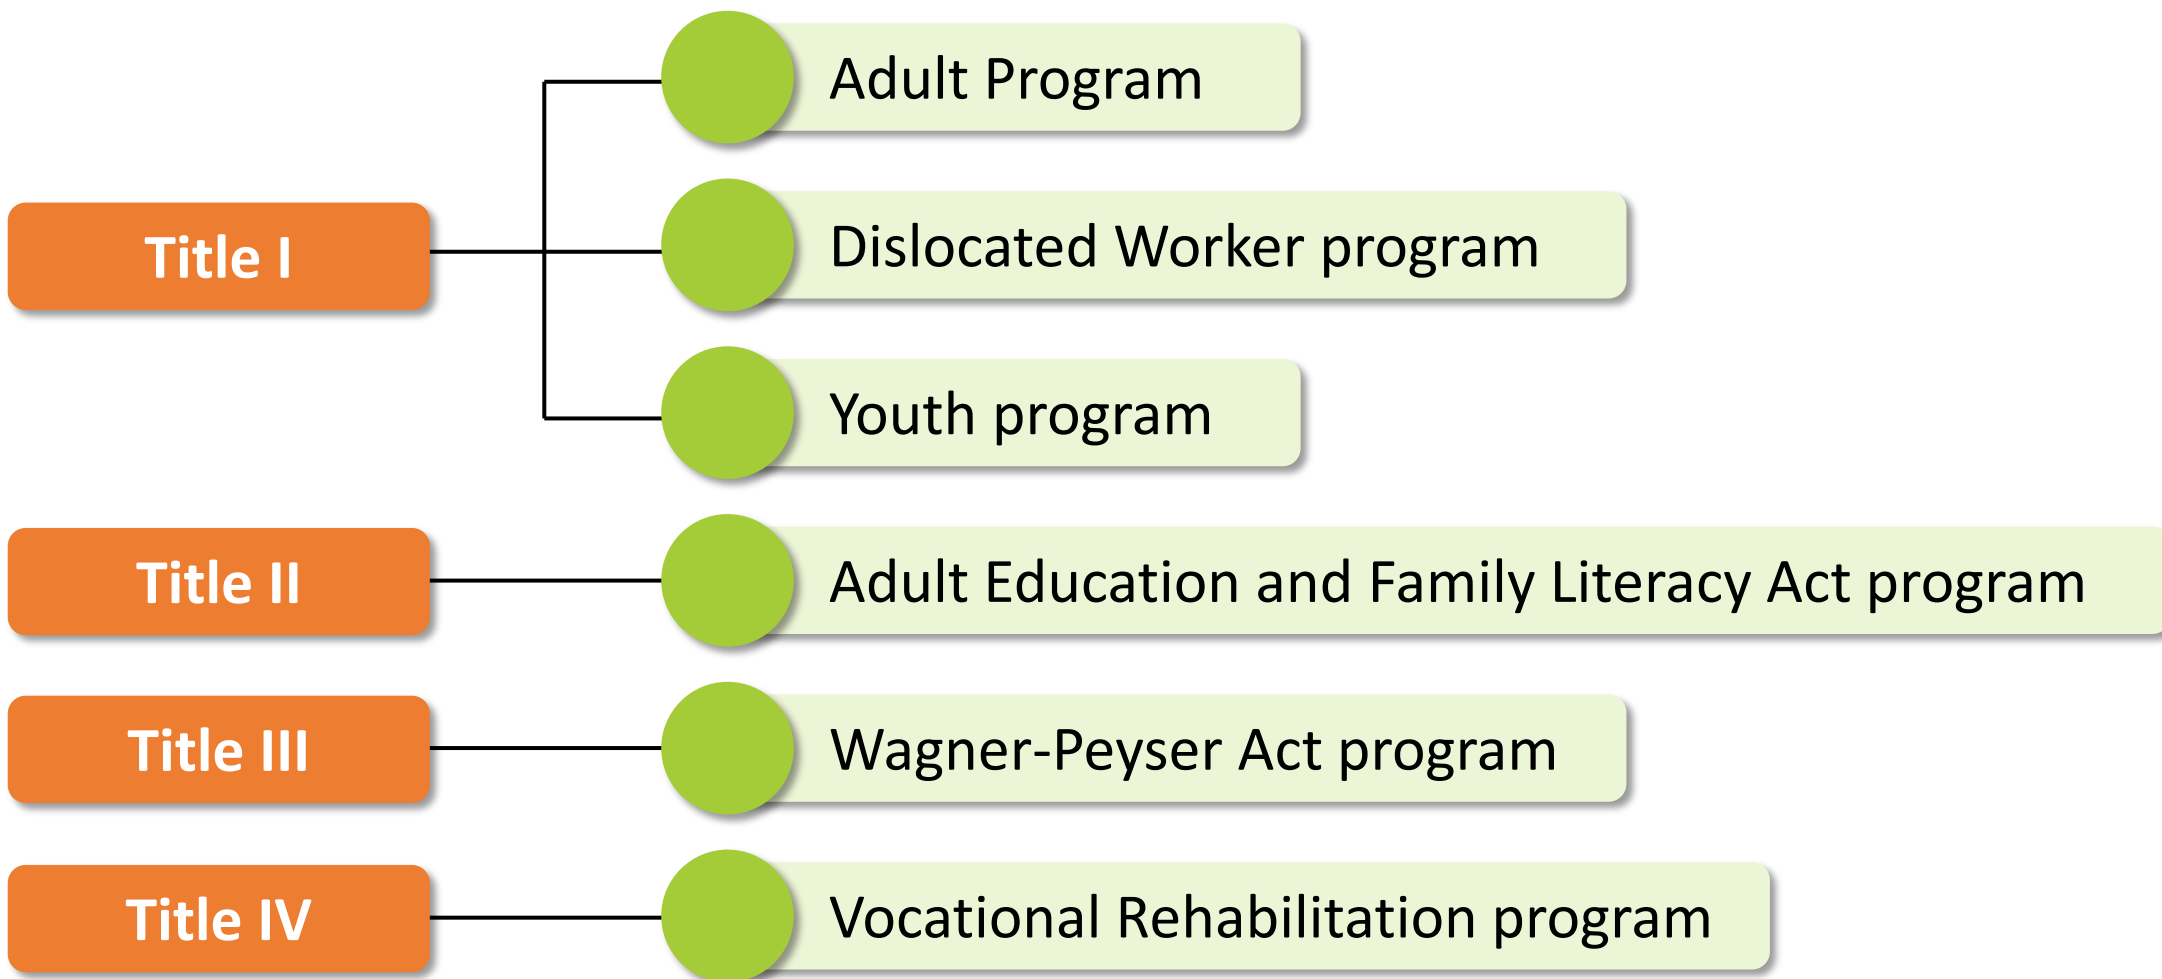 Title I
Adult Program
Dislocated Worker program
Youth program
Title II
Adult Education and Family Literacy Act program
Title III
Wagner-Peyser Act program
Title IV
Vocational Rehabilitation program